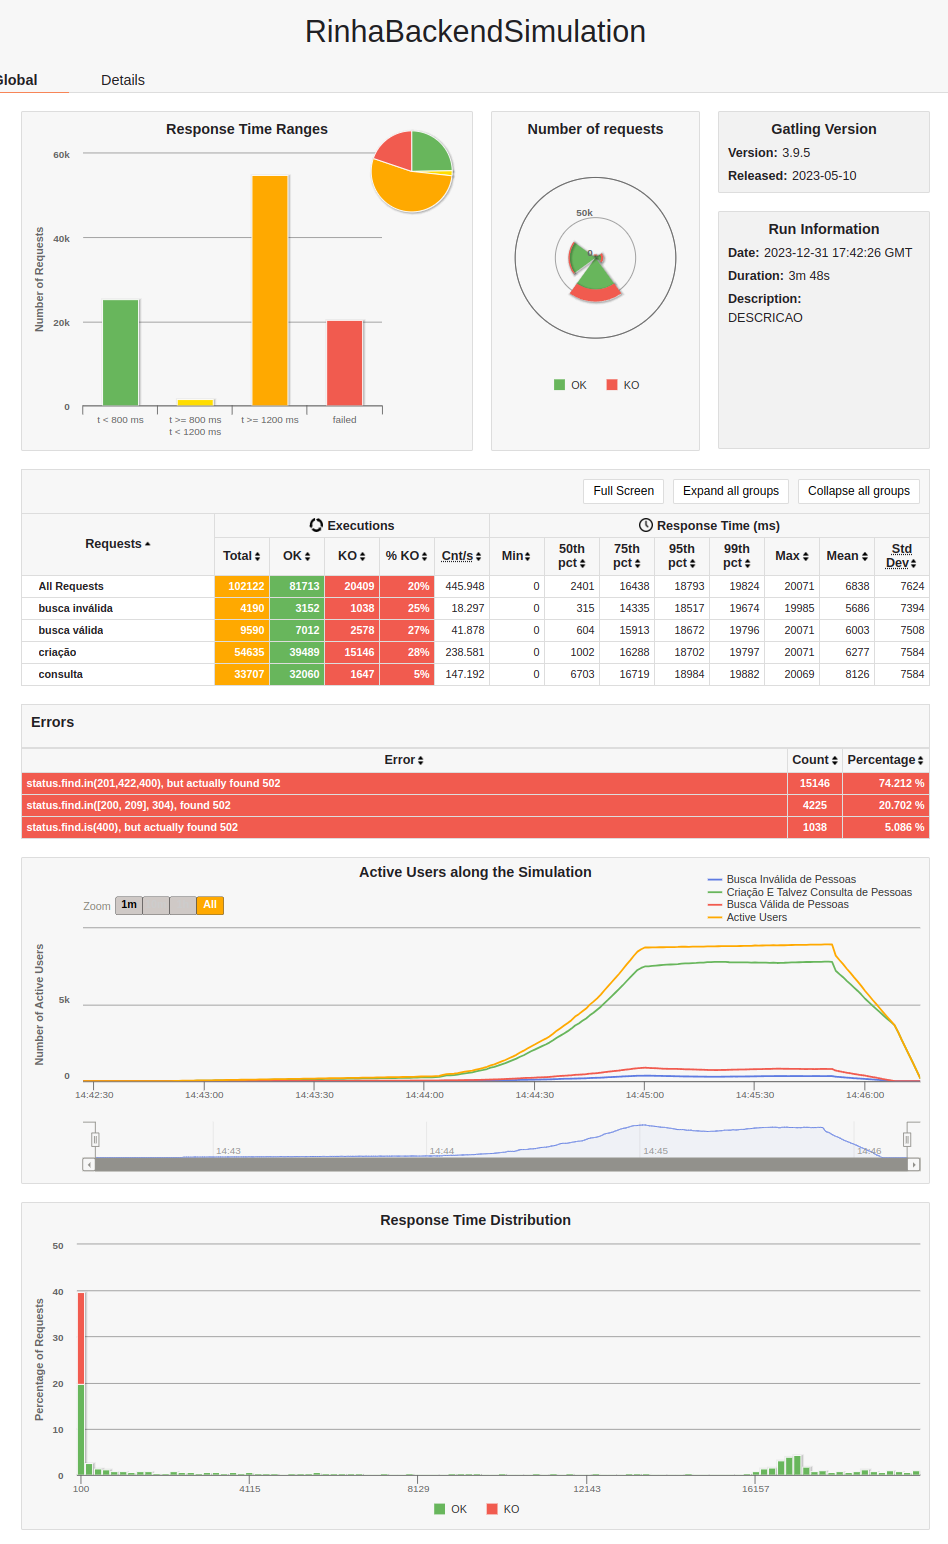 RinhaBackendSimulation
Global
Details
Response Time Ranges
60k
40k
20k
0
Number of Requests
t < 800 ms
t >= 800 ms
t < 1200 ms
t >= 1200 ms
failed
Number of requests
50k
0
OK
KO
Gatling Version
Version: 3.9.5
Released: 2023-05-10
Run Information
Date: 2023-12-31 17:42:26 GMT
Duration: 3m 48s
Description:
DESCRICAO
Full Screen Expand all groups Collapse all groups
Requests Executions Response Time (ms)
Total OK KO % KO Cnt/s Min 50th pct 75th pct 95th pct 99th pct Max Mean Std Dev
All Requests 102122 81713 20409 20% 445.948 0 2401 16438 18793 19824 20071 6838 7624
busca inválida 4190 3152 1038 25% 18.297 0 315 14335 18517 19674 19985 5686 7394
busca válida 9590 7012 2578 27% 41.878 0 604 15913 18672 19796 20071 6003 7508
criação 54635 39489 15146 28% 238.581 0 1002 16288 18702 19797 20071 6277 7584
consulta 33707 32060 1647 5% 147.192 0 6703 16719 18984 19882 20069 8126 7584
Errors
Error Count Percentage
status.find.in(201,422,400), but actually found 502 15146 74.212 %
status.find.in([200, 209], 304), found 502 4225 20.702 %
status.find.is(400), but actually found 502 1038 5.086 %
Active Users along the Simulation
Zoom 1m All
Busca Inválida de Pessoas
Criação E Talvez Consulta de Pessoas
Busca Válida de Pessoas
Active Users
Number of Active Users
5k
0
14:42:30 14:43:00 14:43:30 14:44:00 14:44:30 14:45:00 14:45:30 14:46:00
14:43 14:44 14:45 14:46
Response Time Distribution
50
40
30
20
10
0
Percentage of Requests
100 4115 8129 12143 16157
OK KO